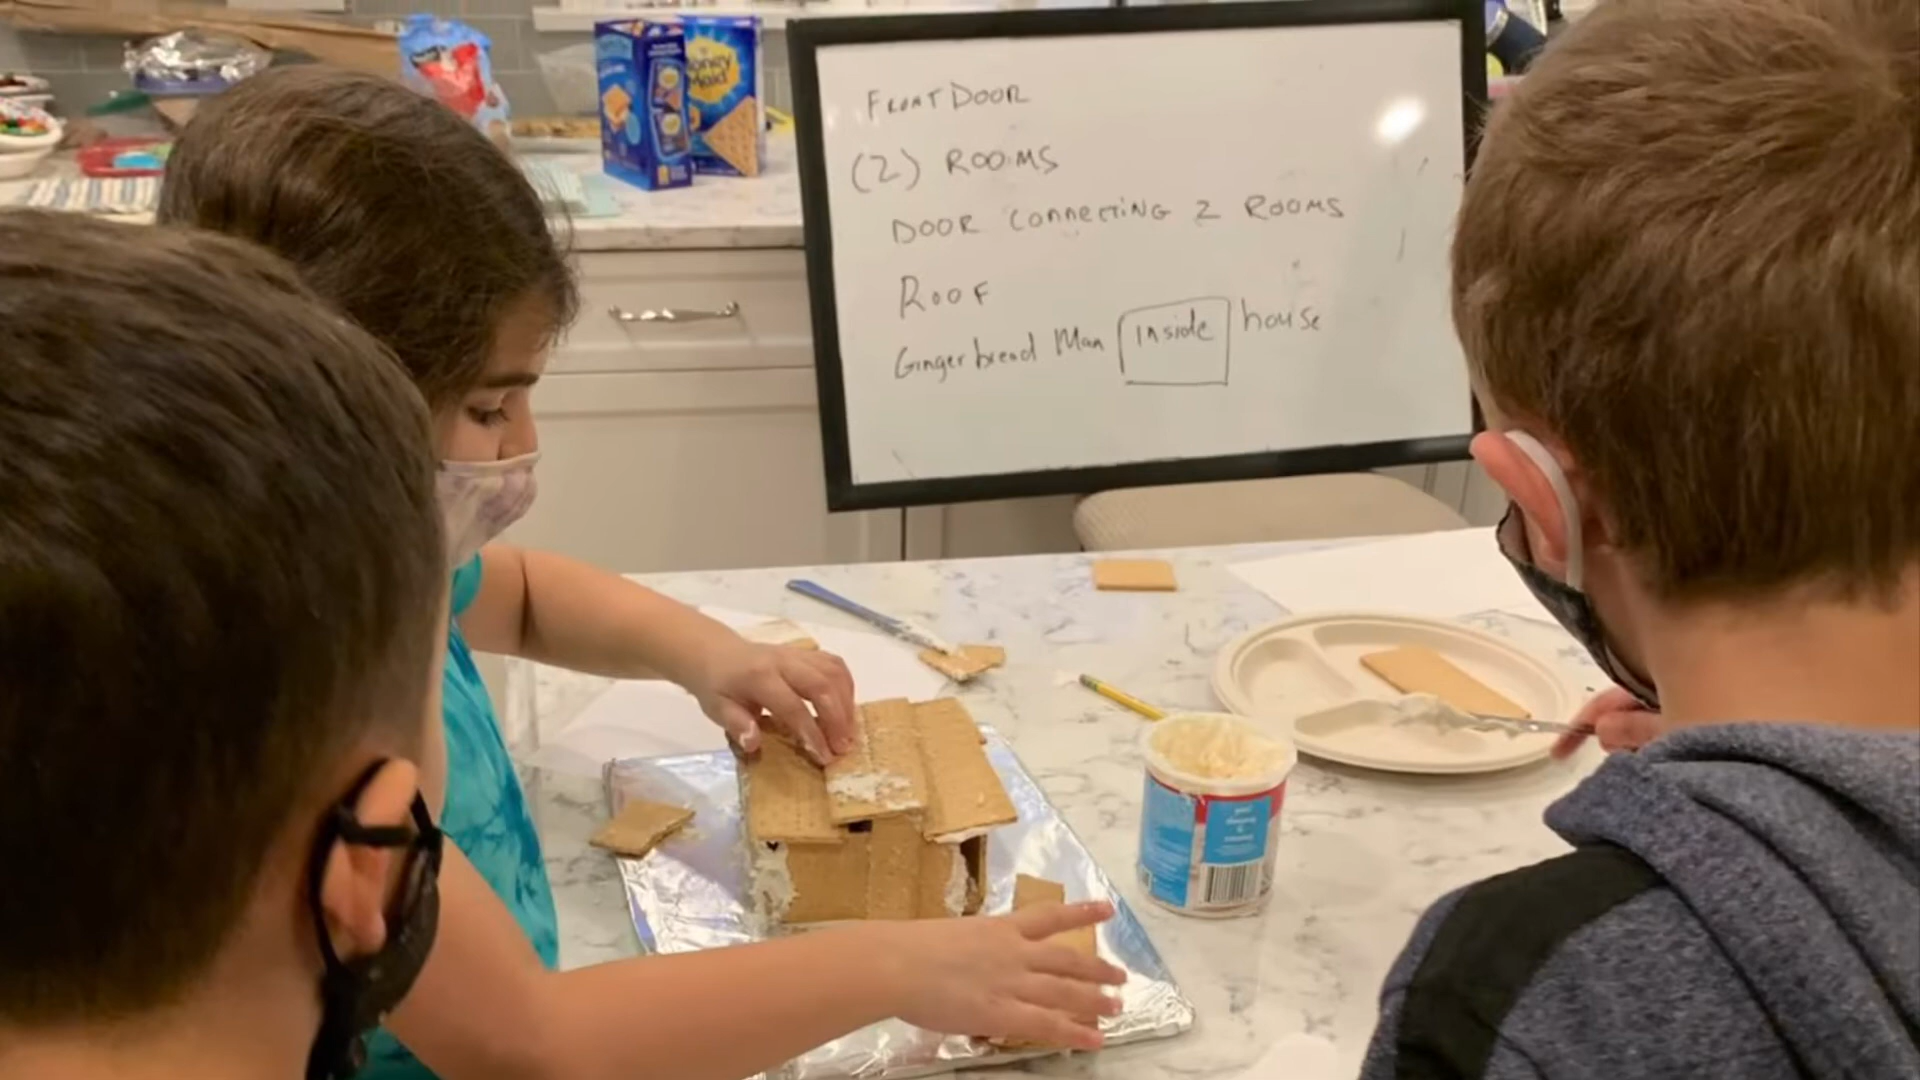 Honey
Maid
FRONT DOOR
(2) ROOMS
DOOR CONNECTING 2 ROOMS
ROOF
Gingerbread Man Inside house